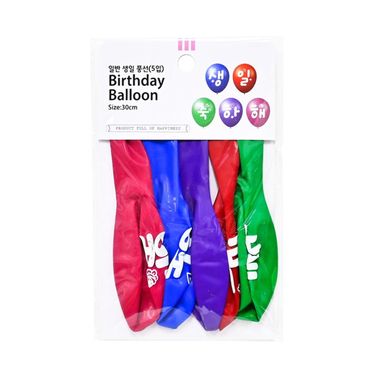 일반 생일 풍선(5입)
Birthday
Balloon
Size:30cm
PRODUCT FULL OF HAPPINESS
생 일
축 하 해